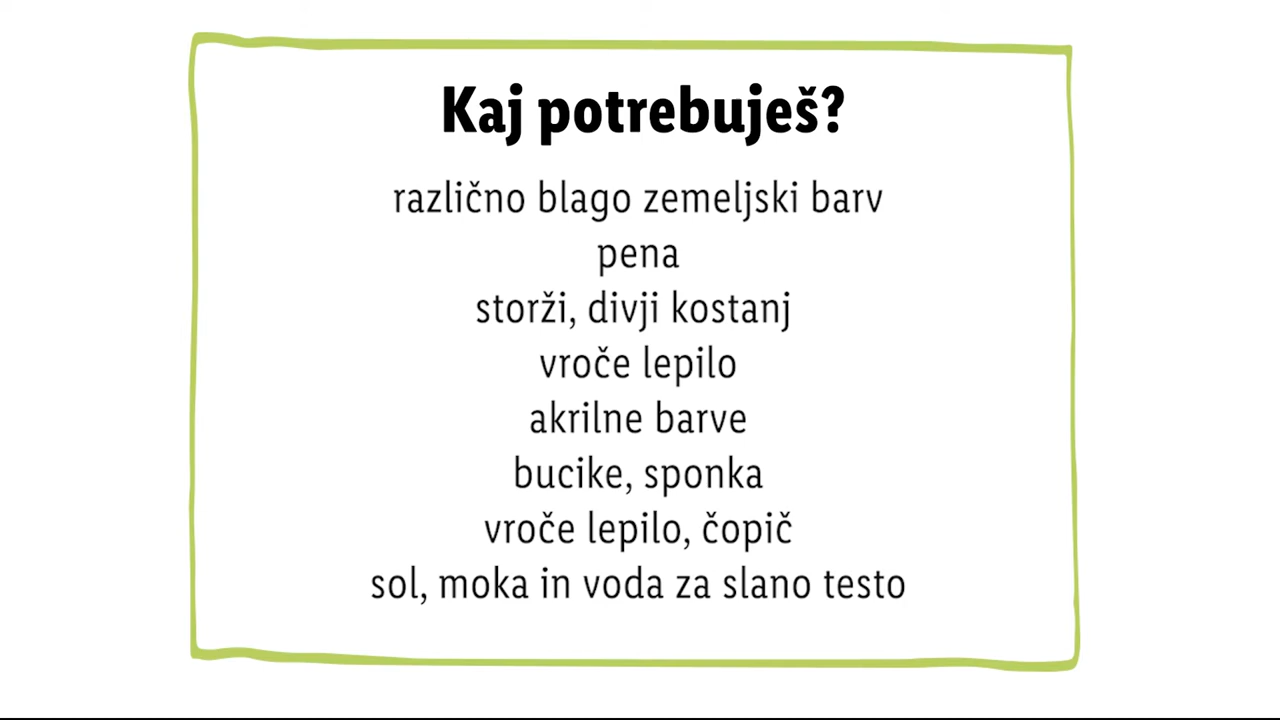 Kaj potrebuješ?
različno blago zemeljski barv
pena
storži, divji kostanj
vroče lepilo
akrilne barve
bucike, sponka
vroče lepilo, čopič
sol, moka in voda za slano testo